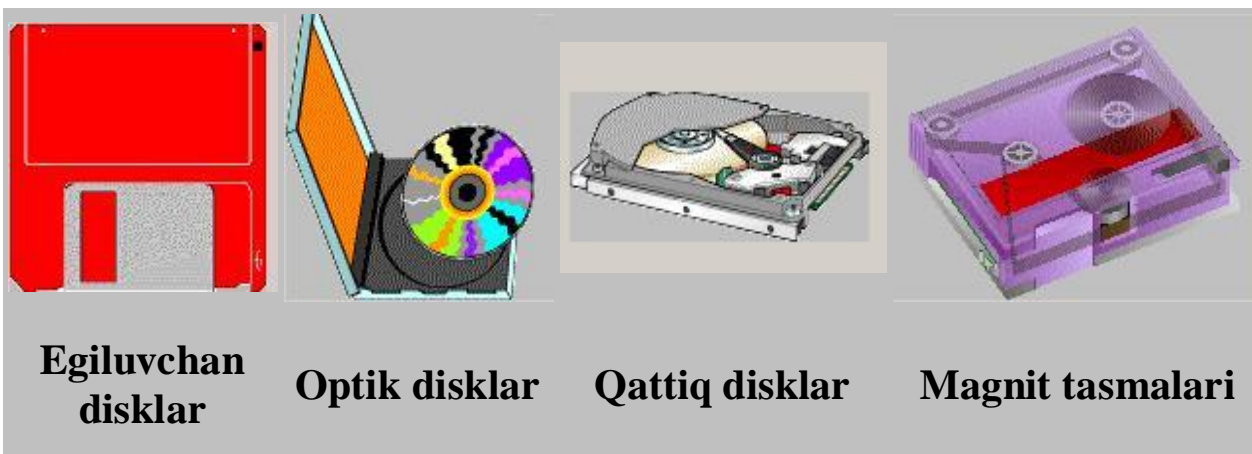 Egiluvchan
disklar
Optik disklar
Qattiq disklar
Magnit tasmalari